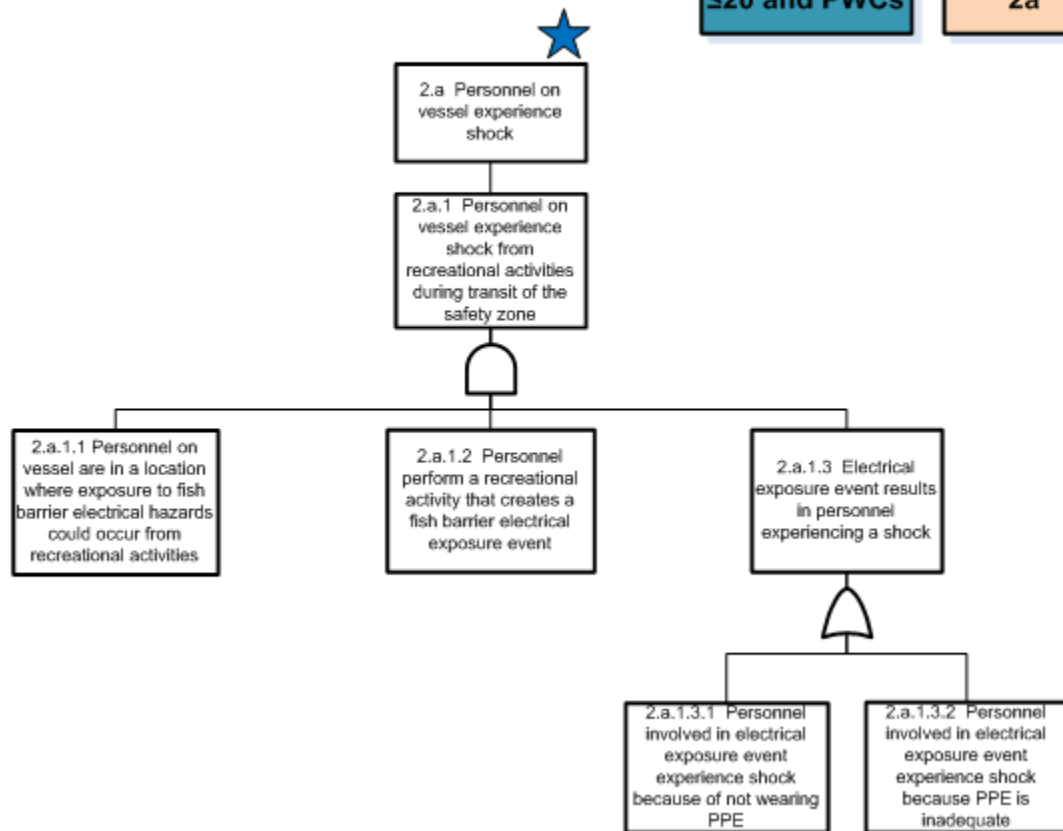 ≤20 and PWCs
2a
2.a Personnel on
vessel experience
shock
2.a.1 Personnel on
vessel experience
shock from
recreational activities
during transit of the
safety zone
2.a.1.1 Personnel on
vessel are in a location
where exposure to fish
barrier electrical hazards
could occur from
recreational activities
2.a.1.2 Personnel
perform a recreational
activity that creates a
fish barrier electrical
exposure event
2.a.1.3 Electrical
exposure event results
in personnel
experiencing a shock
2.a.1.3.1 Personnel
involved in electrical
exposure event
experience shock
because of not wearing
PPE
2.a.1.3.2 Personnel
involved in electrical
exposure event
experience shock
because PPE is
inadequate